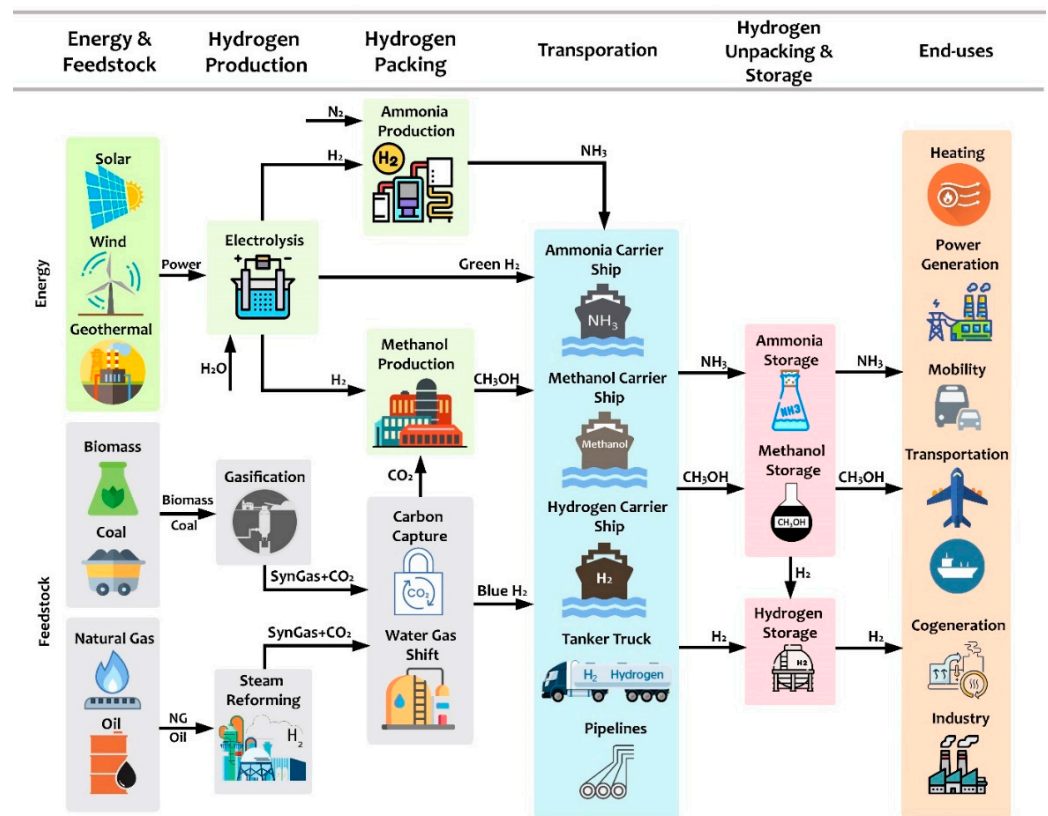 Energy &
Feedstock
Hydrogen
Production
Hydrogen
Packing
Transporation
Hydrogen
Unpacking &
Storage
End-uses
Energy
Solar
Wind
Geothermal
Power
H₂O
Electrolysis
+ -
N₂
H₂
Ammonia
Production
H₂
NH₃
Green H₂
H₂
Methanol
Production
CH₃OH
CO₂
Feedstock
Biomass
Coal
Biomass
Coal
Gasification
SynGas+CO₂
Natural Gas
Oil
NG
Oil
Steam
Reforming
H₂
SynGas+CO₂
Carbon
Capture
CO₂
Water Gas
Shift
Blue H₂
Ammonia Carrier
Ship
NH₃
Methanol Carrier
Ship
Methanol
Hydrogen Carrier
Ship
H₂
Tanker Truck
H₂ Hydrogen
Pipelines
NH₃
Ammonia
Storage
NH3
NH₃
CH₃OH
Methanol
Storage
CH₃OH
CH₃OH
H₂
H₂
Hydrogen
Storage
H2
H₂
Heating
Power
Generation
Mobility
Transportation
Cogeneration
Industry